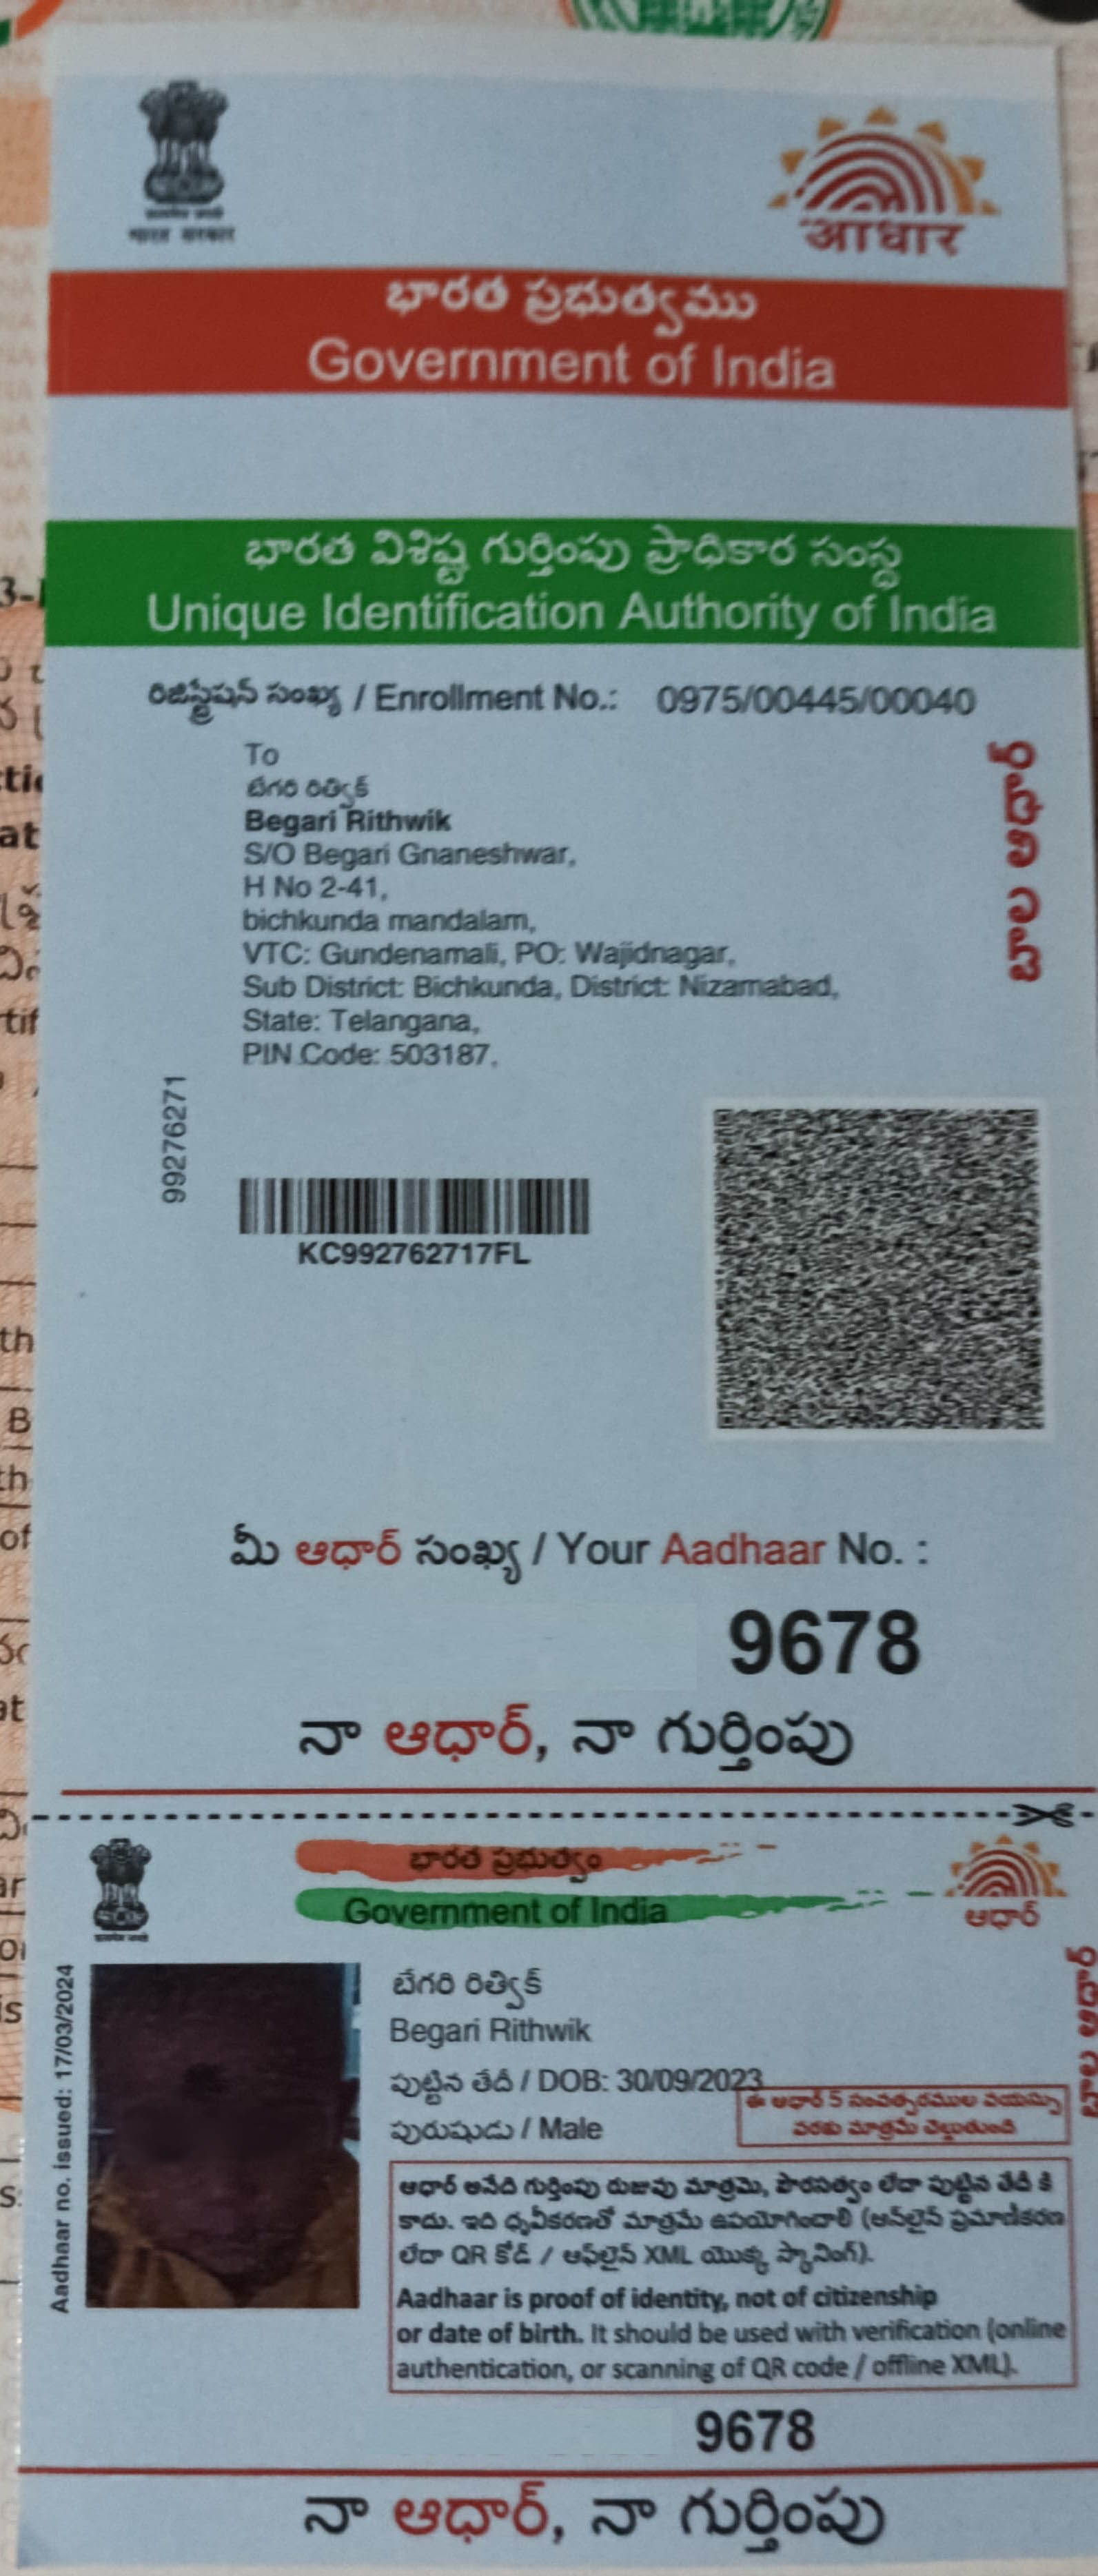 भारत सरकार
आधार
భారత ప్రభుత్వము
Government of India
భారత విశిష్ట గుర్తింపు ప్రాధికార సంస్థ
Unique Identification Authority of India
రిజిస్ట్రేషన్ సంఖ్య / Enrollment No.: 0975/00445/00040
To
బేగరి రిత్విక్
Begari Rithwik
S/O Begari Gnaneshwar,
H No 2-41,
bichkunda mandalam,
VTC: Gundenamali, PO: Wajidnagar,
Sub District: Bichkunda, District: Nizamabad,
State: Telangana,
PIN Code: 503187,
బాల ఆధార్
99276271
KC992762717FL
మీ ఆధార్ సంఖ్య / Your Aadhaar No. :
9678
నా ఆధార్, నా గుర్తింపు
భారత ప్రభుత్వం
Government of India
ఆధార్
Aadhaar no. issued: 17/03/2024
బేగరి రిత్విక్
Begari Rithwik
పుట్టిన తేదీ / DOB: 30/09/2023
పురుషుడు / Male
ఈ ఆధార్ 5 సంవత్సరముల వయస్సు
వరకు మాత్రమే చెల్లుతుంది
బాల ఆధార్
ఆధార్ అనేది గుర్తింపు రుజువు మాత్రమె, పౌరసత్వం లేదా పుట్టిన తేదీ కి
కాదు. ఇది ధృవీకరణతో మాత్రమే ఉపయోగించాలి (ఆన్‌లైన్ ప్రమాణీకరణ
లేదా QR కోడ్ / ఆఫ్‌లైన్ XML యొక్క స్కానింగ్).
Aadhaar is proof of identity, not of citizenship
or date of birth. It should be used with verification (online
authentication, or scanning of QR code / offline XML).
9678
నా ఆధార్, నా గుర్తింపు